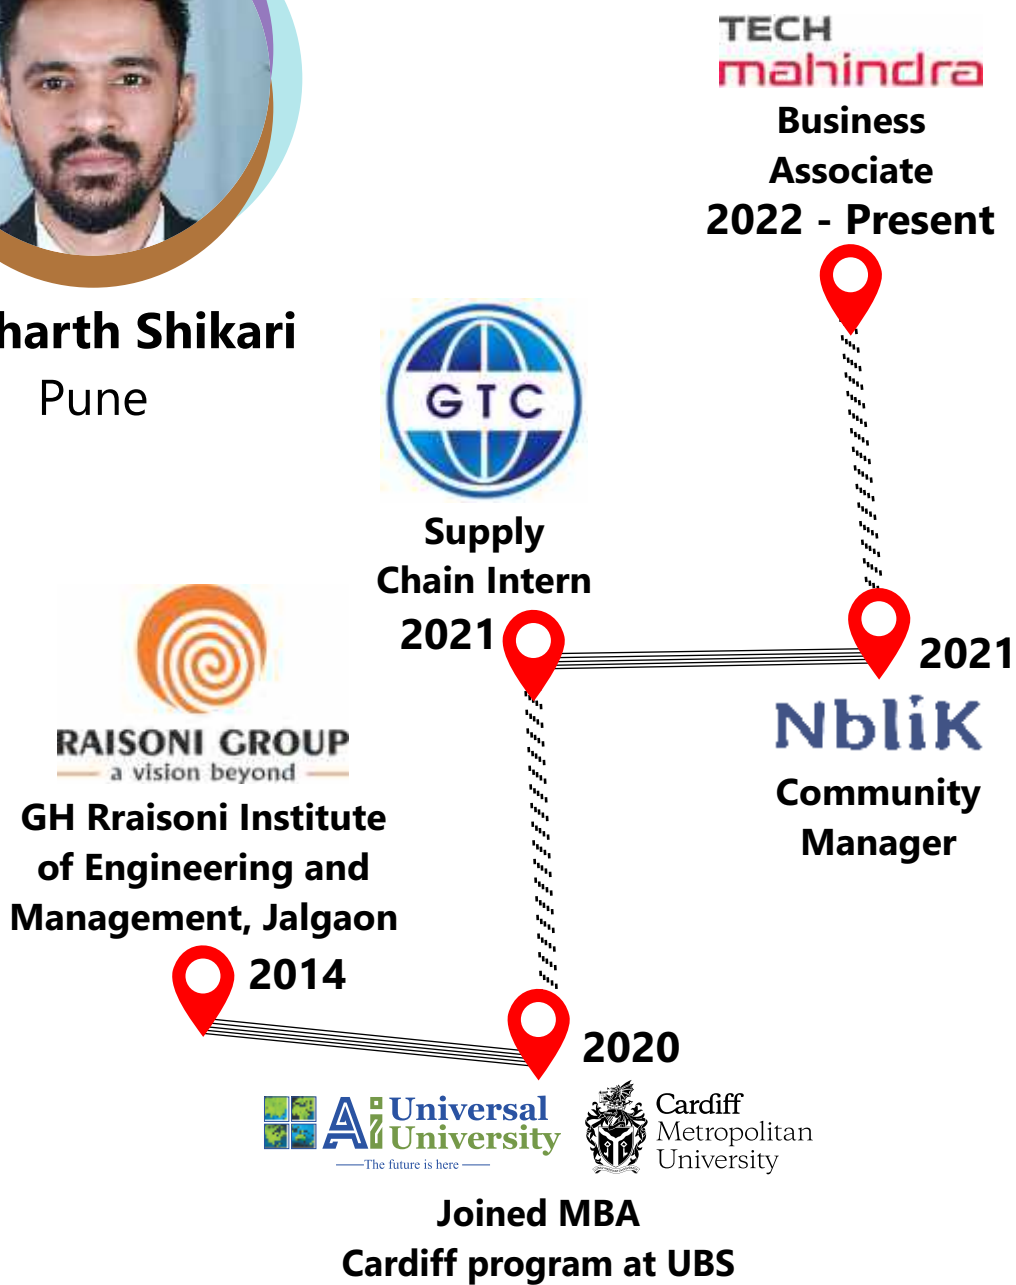 TECH
mahindra
Business
Associate
2022 - Present
harth Shikari
Pune
GTC
Supply
Chain Intern
2021
2021
NbliK
Community
Manager
RAISONI GROUP
a vision beyond
GH Rraisoni Institute
of Engineering and
Management, Jalgaon
2014
2020
Ai Universal
University
The future is here
Cardiff
Metropolitan
University
Joined MBA
Cardiff program at UBS